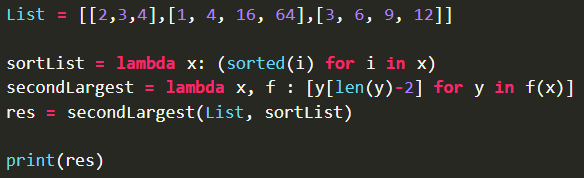 List = [[2,3,4],[1, 4, 16, 64],[3, 6, 9, 12]]
sortList = lambda x: (sorted(i) for i in x)
secondLargest = lambda x, f : [y[len(y)-2] for y in f(x)]
res = secondLargest(List, sortList)
print(res)